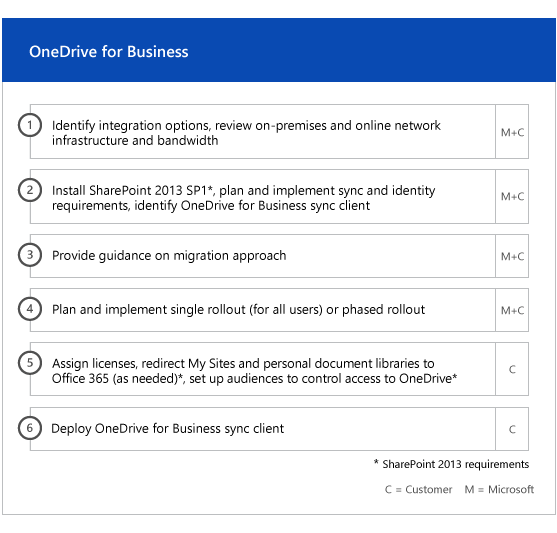 OneDrive for Business
1 Identify integration options, review on-premises and online network
infrastructure and bandwidth
M+C
2 Install SharePoint 2013 SP1*, plan and implement sync and identity
requirements, identify OneDrive for Business sync client
M+C
3 Provide guidance on migration approach
M+C
4 Plan and implement single rollout (for all users) or phased rollout
M+C
5 Assign licenses, redirect My Sites and personal document libraries to
Office 365 (as needed)*, set up audiences to control access to OneDrive*
C
6 Deploy OneDrive for Business sync client
C
* SharePoint 2013 requirements
C = Customer M = Microsoft